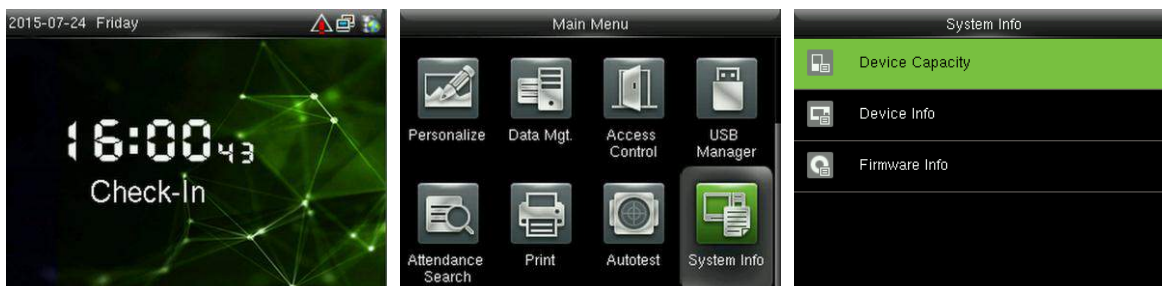 2015-07-24 Friday
16:00 43
Check-In
Main Menu
Personalize
Data Mgt.
Access
Control
USB
Manager
Attendance
Search
Print
Autotest
System Info
System Info
Device Capacity
Device Info
Firmware Info